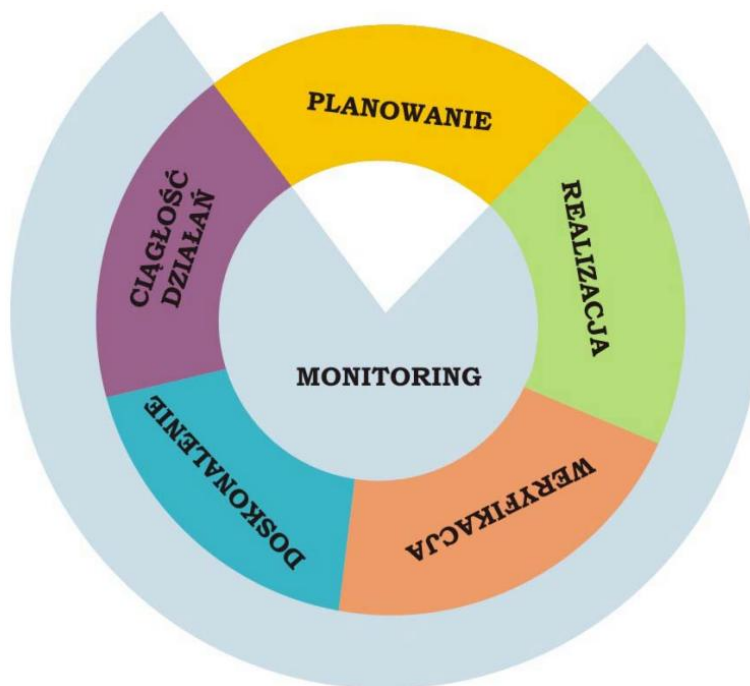 PLANOWANIE
REALIZACJA
WERYFIKACJA
DOSKONALENIE
CIĄGŁOŚĆ
DZIAŁAŃ
MONITORING